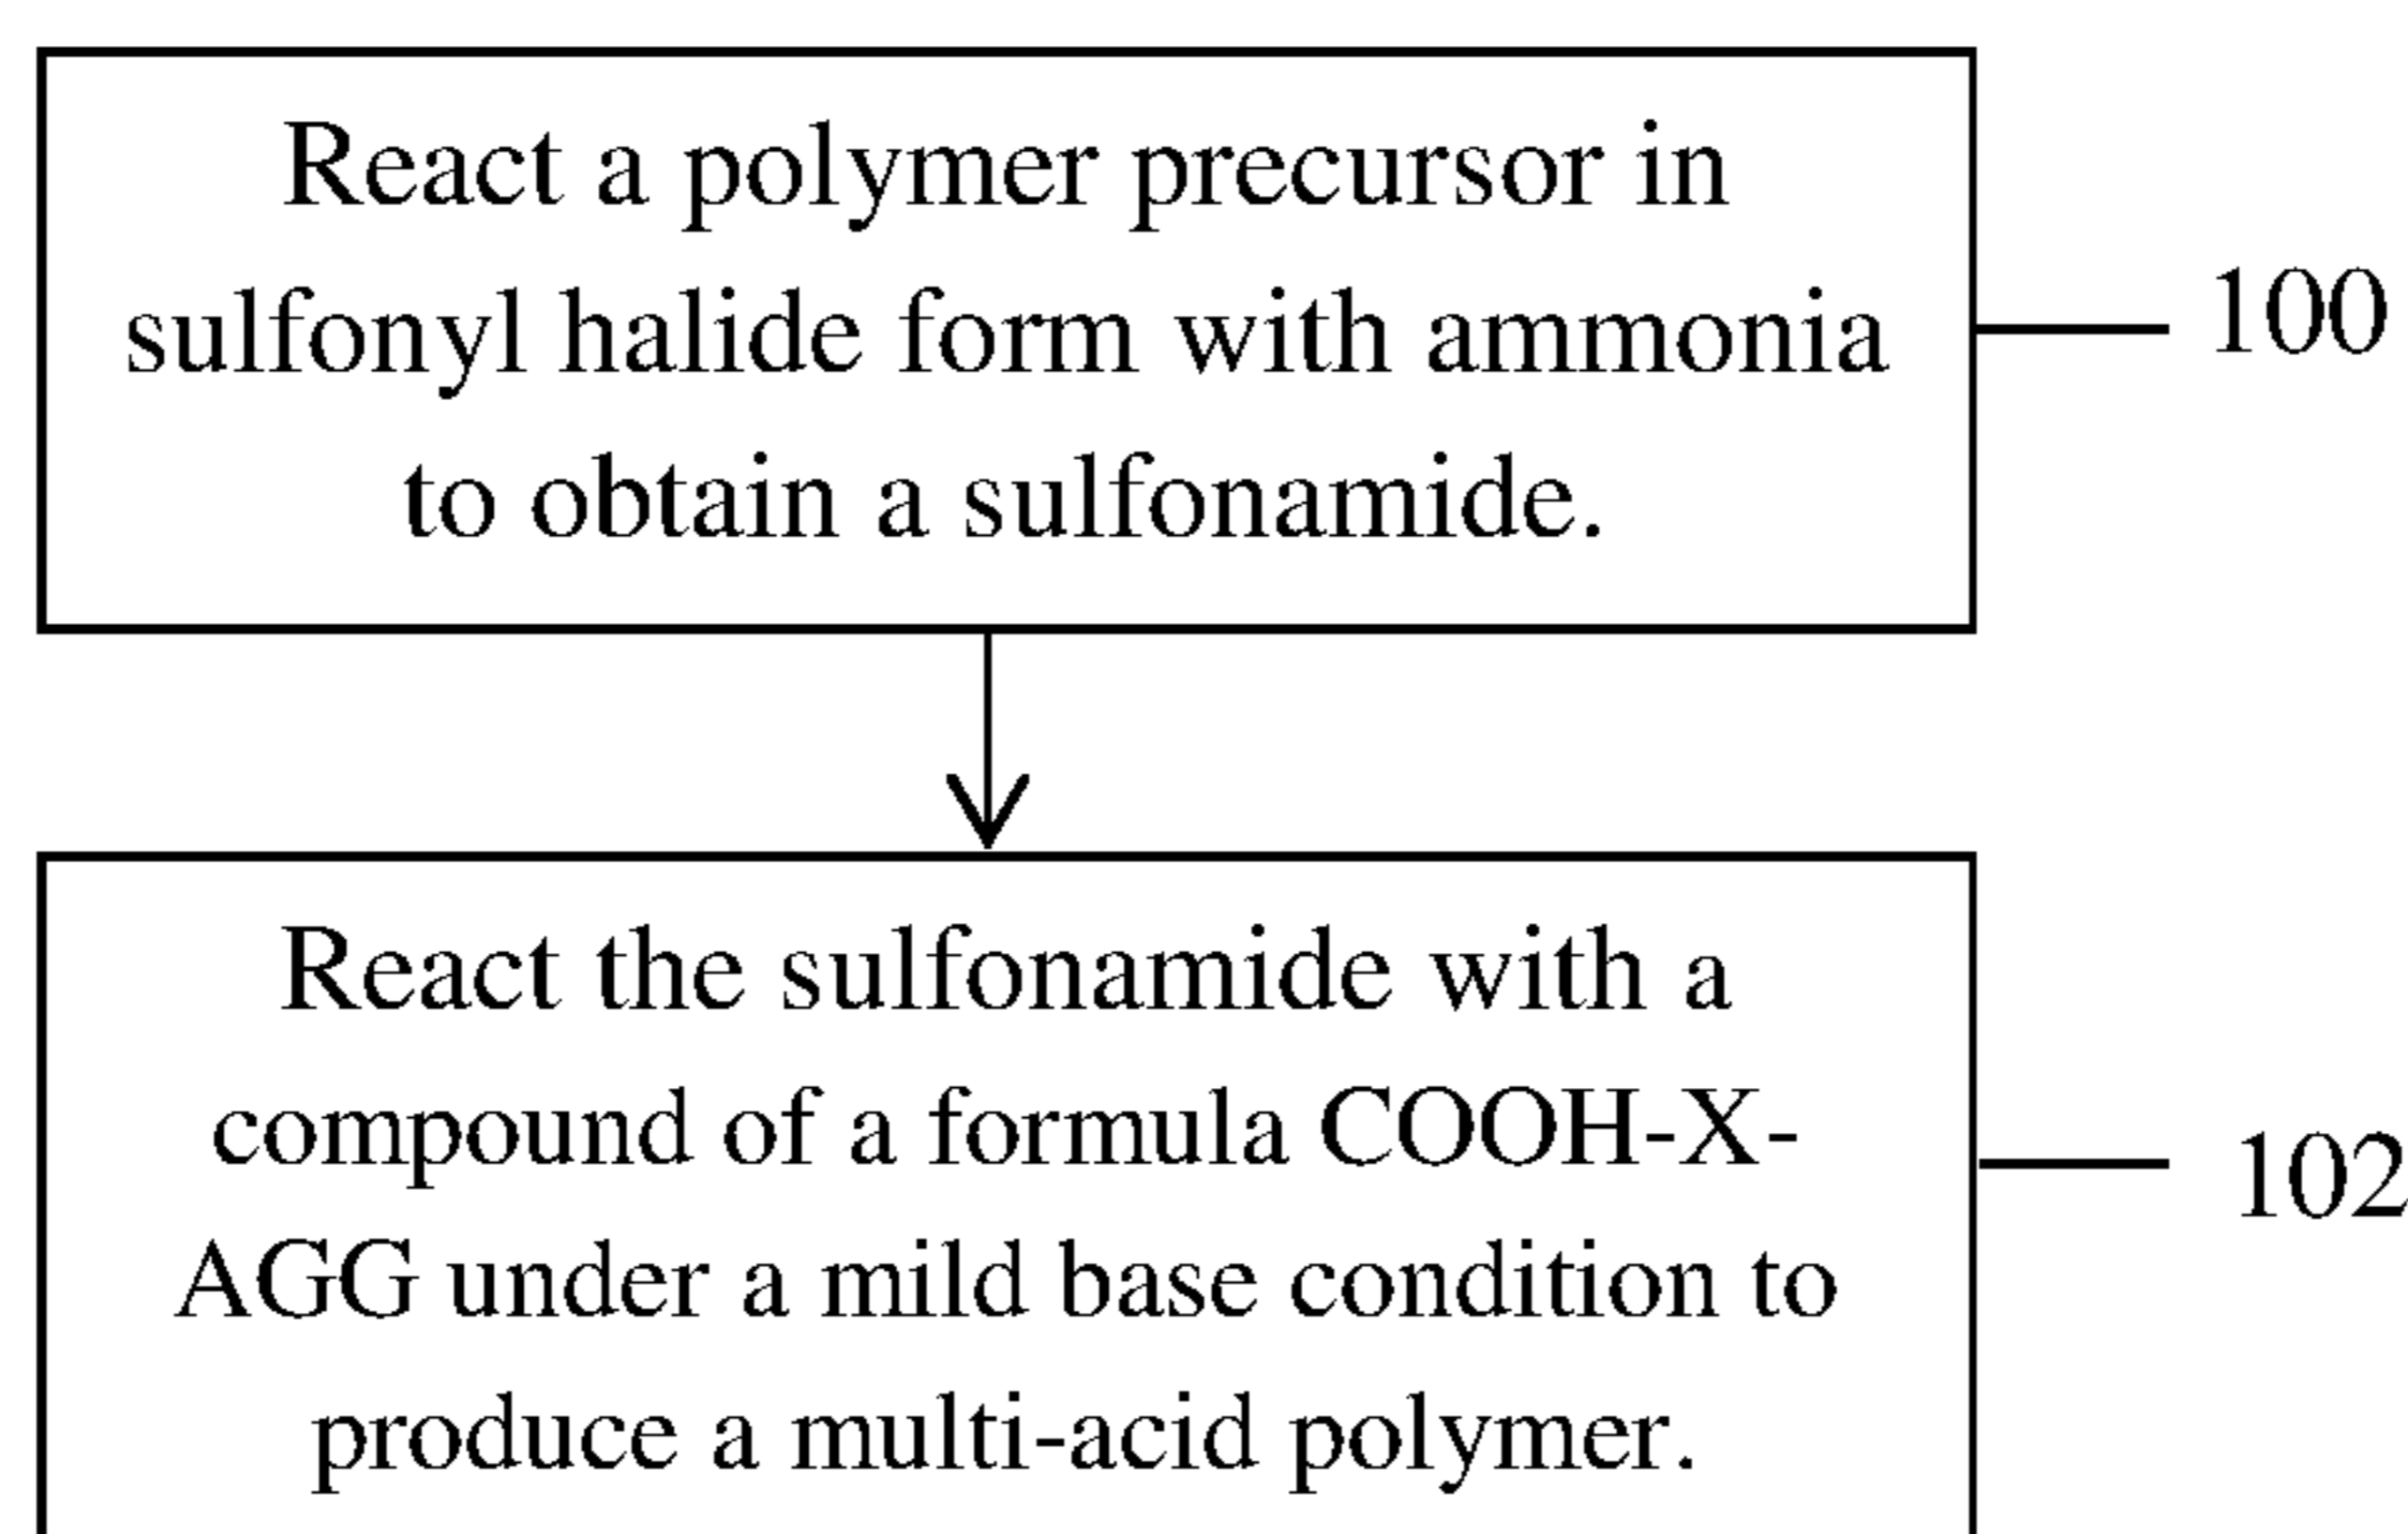 React a polymer precursor in
sulfonyl halide form with ammonia
to obtain a sulfonamide.
100
React the sulfonamide with a
compound of a formula COOH-X-
AGG under a mild base condition to
produce a multi-acid polymer.
102